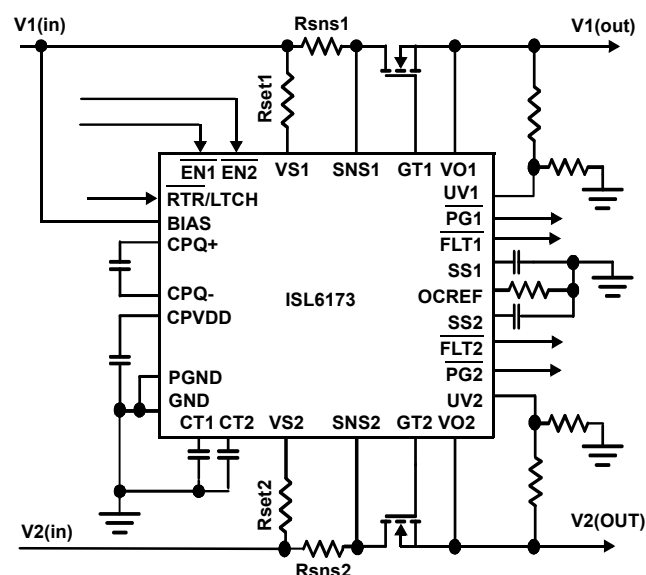 V1(in)
Rsns1
V1(out)
Rset1
EN1 EN2 VS1 SNS1 GT1 VO1
RTR/LTCH
UV1
BIAS
PG1
CPQ+
FLT1
SS1
CPQ-
ISL6173
OCREF
CPVDD
SS2
FLT2
PGND
PG2
GND
UV2
CT1 CT2 VS2 SNS2 GT2 VO2
Rset2
V2(in)
V2(OUT)
Rsns2